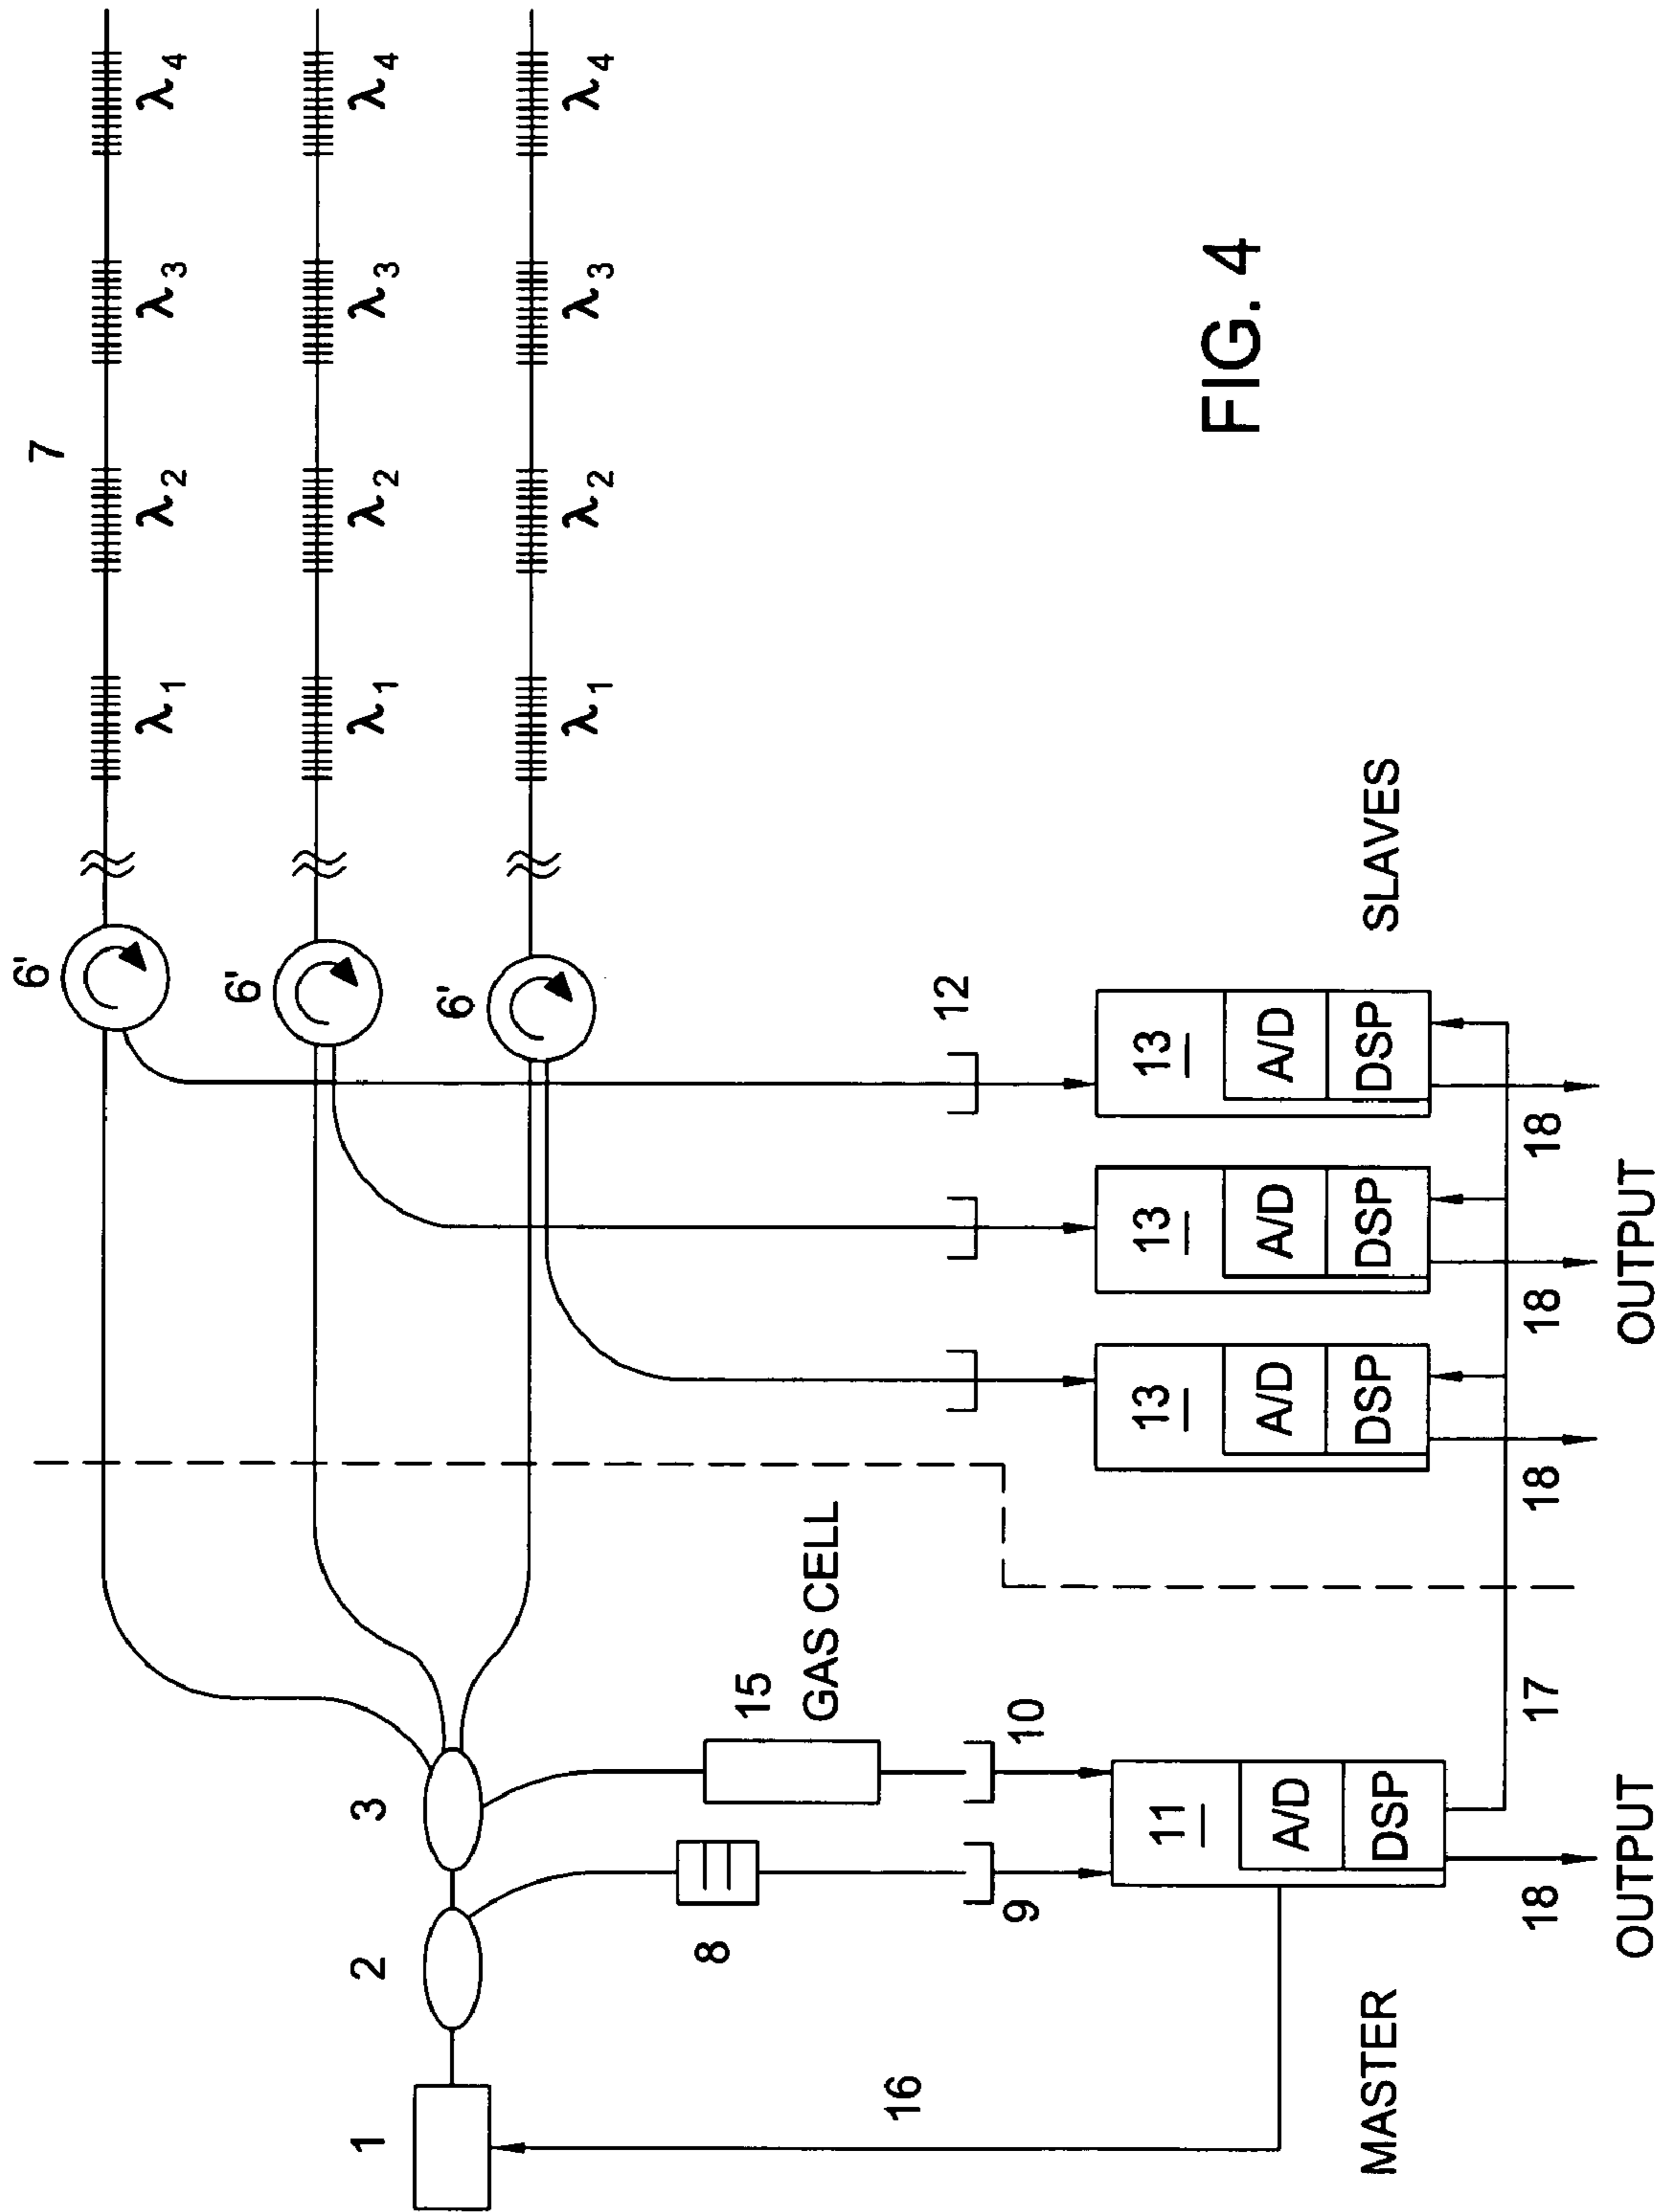 7
6'
λ1 λ2 λ3 λ4
6'
λ1 λ2 λ3 λ4
6'
λ1 λ2 λ3 λ4
1
2
3
8
15
GAS CELL
9
10
12
16
11
A/D
DSP
13
A/D
DSP
13
A/D
DSP
13
A/D
DSP
MASTER
SLAVES
17
18
18
18
18
OUTPUT
OUTPUT
FIG. 4